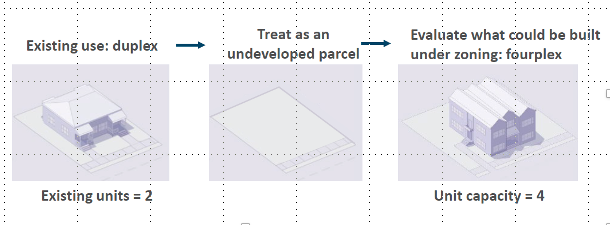 Existing use: duplex
Treat as an
undeveloped parcel
Evaluate what could be built
under zoning: fourplex
Existing units = 2
Unit capacity = 4